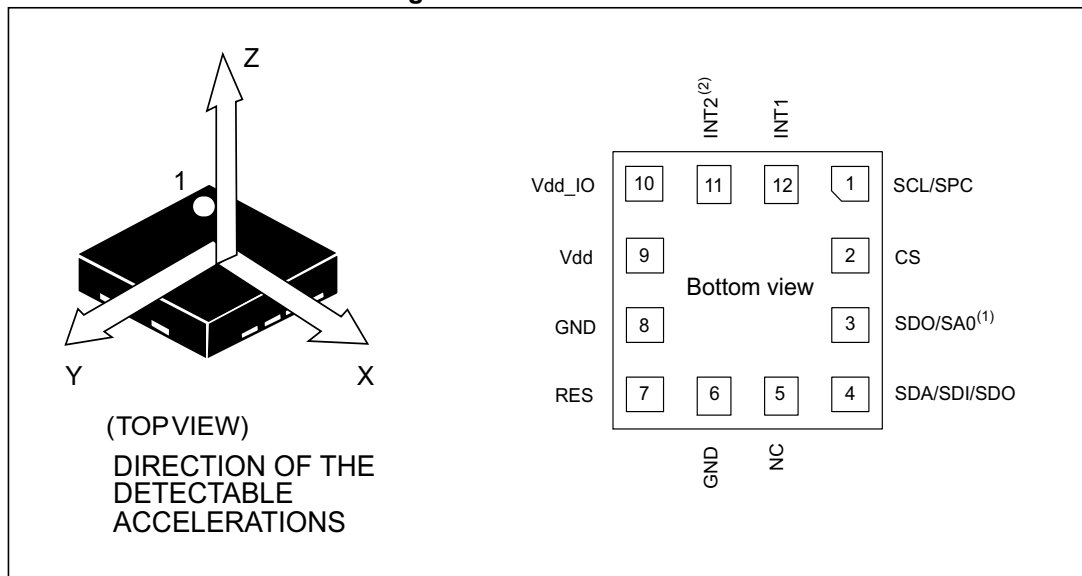 Z
1
Y
X
(TOP VIEW)
DIRECTION OF THE
DETECTABLE
ACCELERATIONS
INT2(2)
INT1
Vdd_IO
10
11
12
1
SCL/SPC
Vdd
9
2
CS
Bottom view
GND
8
3
SDO/SA0(1)
RES
7
6
5
4
SDA/SDI/SDO
GND
NC